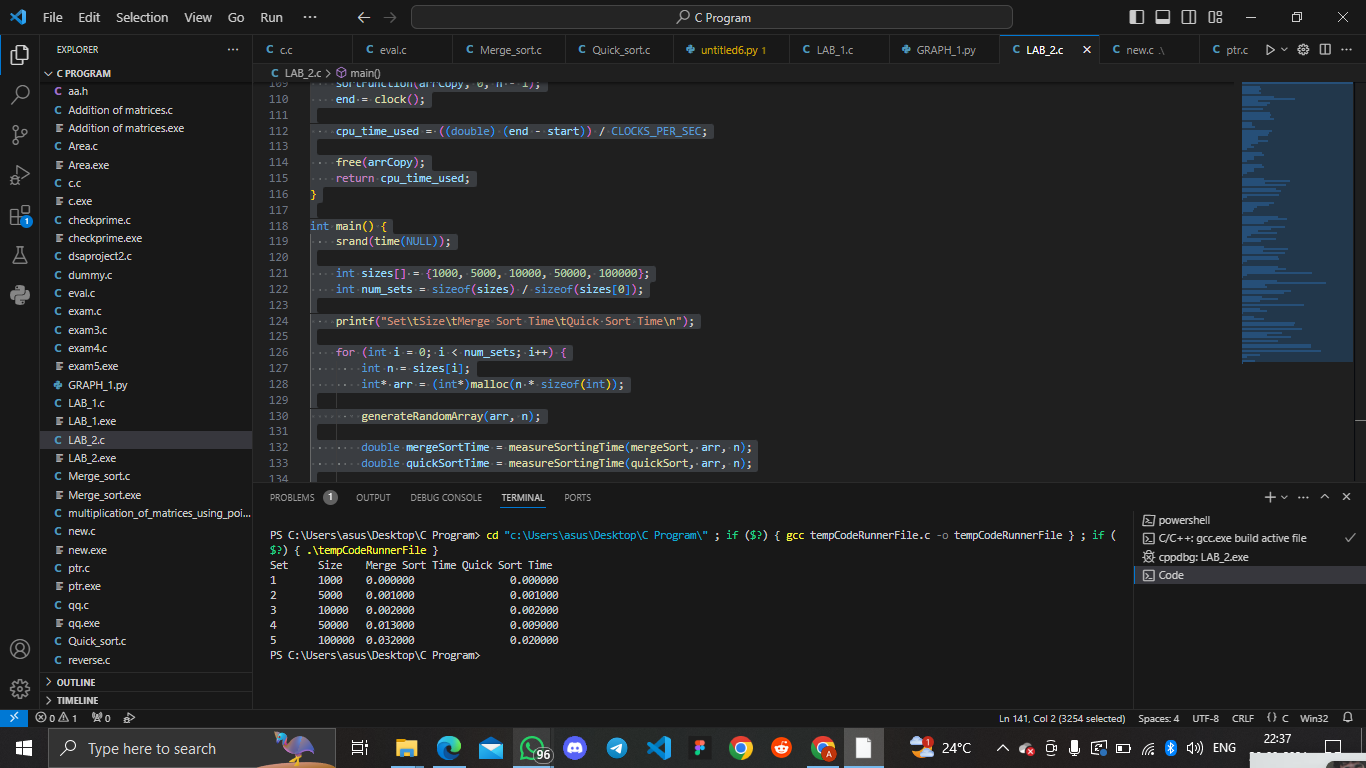 File Edit Selection View Go Run ··· C Program
EXPLORER ···
C PROGRAM
aa.h
Addition of matrices.c
Addition of matrices.exe
Area.c
Area.exe
c.c
c.exe
checkprime.c
checkprime.exe
dsaproject2.c
dummy.c
eval.c
exam.c
exam3.c
exam4.c
exam5.exe
GRAPH_1.py
LAB_1.c
LAB_1.exe
LAB_2.c
LAB_2.exe
Merge_sort.c
Merge_sort.exe
multiplication_of_matrices_using_poi...
new.c
new.exe
ptr.c
ptr.exe
qq.c
qq.exe
Quick_sort.c
reverse.c
OUTLINE
TIMELINE
1
c.c eval.c Merge_sort.c Quick_sort.c untitled6.py 1 LAB_1.c GRAPH_1.py LAB_2.c new.c .\ ptr.c
LAB_2.c > main()
109 sortFunction(arrCopy, 0, n - 1);
110 end = clock();
111
112 cpu_time_used = ((double) (end - start)) / CLOCKS_PER_SEC;
113
114 free(arrCopy);
115 return cpu_time_used;
116 }
117
118 int main() {
119 srand(time(NULL));
120
121 int sizes[] = {1000, 5000, 10000, 50000, 100000};
122 int num_sets = sizeof(sizes) / sizeof(sizes[0]);
123
124 printf("Set\tSize\tMerge Sort Time\tQuick Sort Time\n");
125
126 for (int i = 0; i < num_sets; i++) {
127 int n = sizes[i];
128 int* arr = (int*)malloc(n * sizeof(int));
129
130 generateRandomArray(arr, n);
131
132 double mergeSortTime = measureSortingTime(mergeSort, arr, n);
133 double quickSortTime = measureSortingTime(quickSort, arr, n);
134
PROBLEMS 1 OUTPUT DEBUG CONSOLE TERMINAL PORTS
PS C:\Users\asus\Desktop\C Program> cd "c:\Users\asus\Desktop\C Program\" ; if ($?) { gcc tempCodeRunnerFile.c -o tempCodeRunnerFile } ; if (
$?) { .\tempCodeRunnerFile }
Set Size Merge Sort Time Quick Sort Time
1 1000 0.000000 0.000000
2 5000 0.001000 0.001000
3 10000 0.002000 0.002000
4 50000 0.013000 0.009000
5 100000 0.032000 0.020000
PS C:\Users\asus\Desktop\C Program>
powershell
C/C++: gcc.exe build active file
cppdbg: LAB_2.exe
Code
0 1 0 Ln 141, Col 2 (3254 selected) Spaces: 4 UTF-8 CRLF {} C Win32
Type here to search 96 1 24°C ENG 22:37